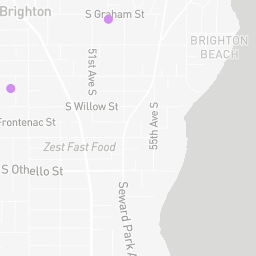 Brighton
S Graham St
51st Ave S
BRIGHTON
BEACH
S Willow St
Frontenac St
55th Ave S
Zest Fast Food
S Othello St
Seward Park A